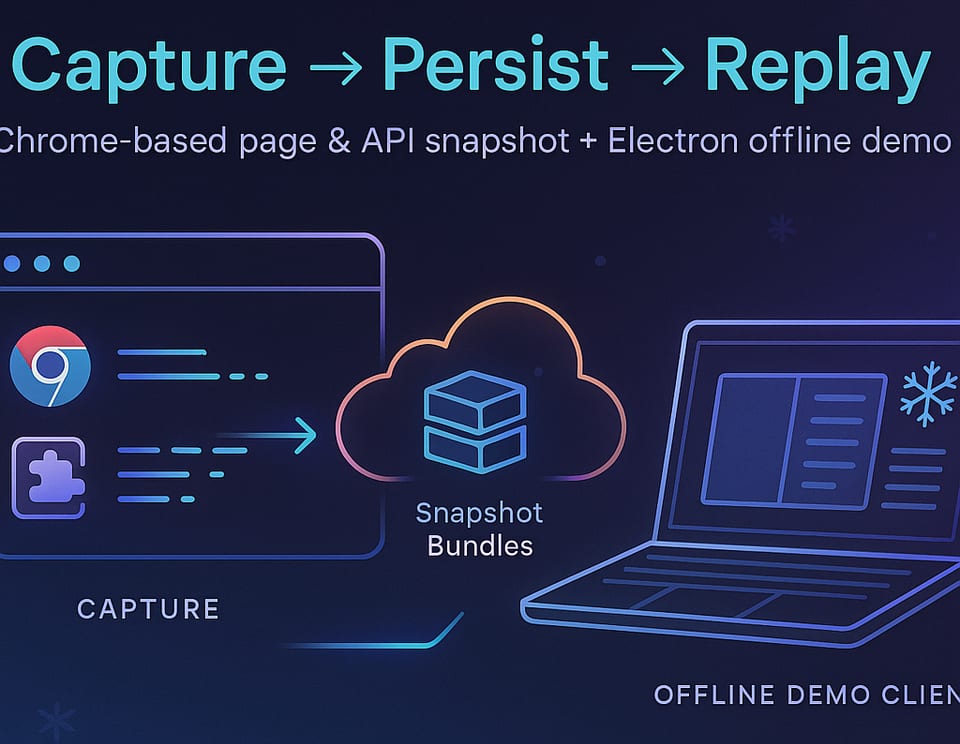 Capture → Persist → Replay
Chrome-based page & API snapshot + Electron offline demo
Snapshot
Bundles
CAPTURE
OFFLINE DEMO CLIEN